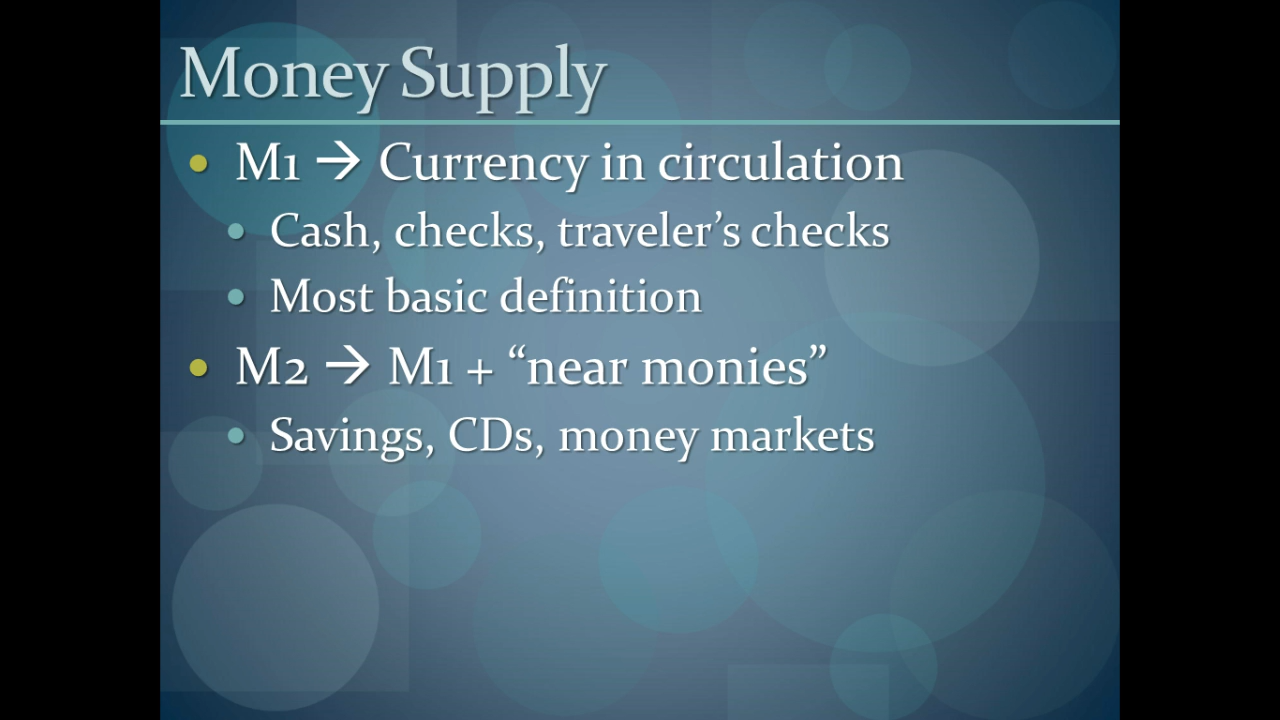 Money Supply
• M1 → Currency in circulation
• Cash, checks, traveler’s checks
• Most basic definition
• M2 → M1 + “near monies”
• Savings, CDs, money markets